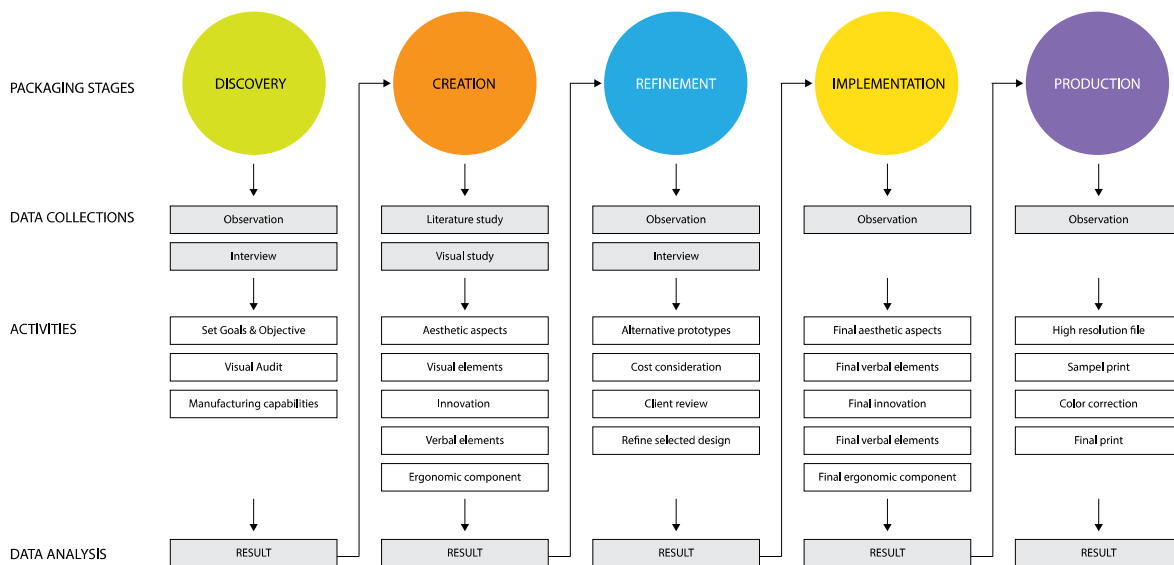 PACKAGING STAGES
DISCOVERY
CREATION
REFINEMENT
IMPLEMENTATION
PRODUCTION
DATA COLLECTIONS
Observation
Literature study
Observation
Observation
Observation
Interview
Visual study
Interview
ACTIVITIES
Set Goals & Objective
Aesthetic aspects
Alternative prototypes
Final aesthetic aspects
High resolution file
Visual Audit
Visual elements
Cost consideration
Final verbal elements
Sampel print
Manufacturing capabilities
Innovation
Client review
Final innovation
Color correction
Verbal elements
Refine selected design
Final verbal elements
Final print
Ergonomic component
Final ergonomic component
DATA ANALYSIS
RESULT
RESULT
RESULT
RESULT
RESULT